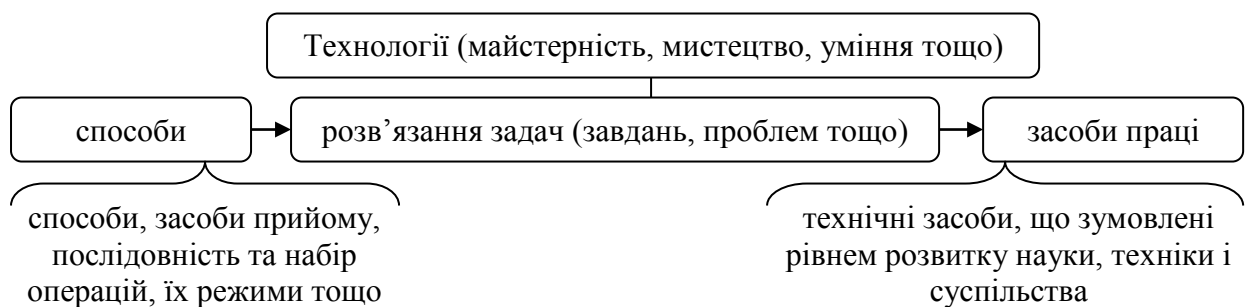 Технології (майстерність, мистецтво, уміння тощо)
способи
розв’язання задач (завдань, проблем тощо)
засоби праці
способи, засоби прийому,
послідовність та набір
операцій, їх режими тощо
технічні засоби, що зумовлені
рівнем розвитку науки, техніки і
суспільства